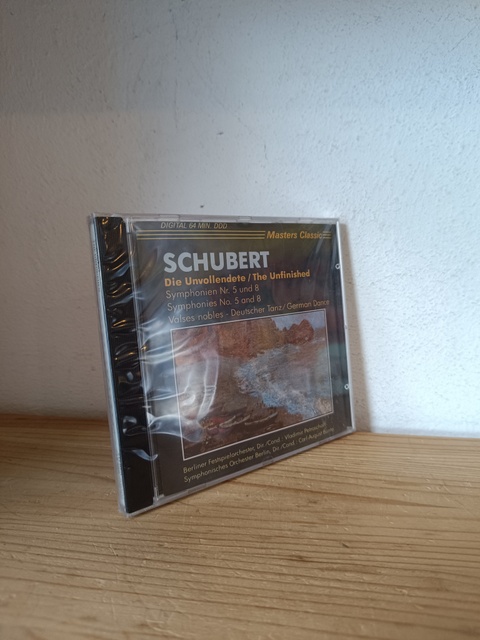 DIGITAL 64 MIN. DDD
Masters Classic
SCHUBERT
Die Unvollendete / The Unfinished
Symphonien Nr. 5 und 8
Symphonies No. 5 and 8
Valses nobles - Deutscher Tanz / German Dance
Berliner Festspielorchester, Dir./Cond.: Vladimir
Symphonisches Orchester Berlin, Dir./Cond.: Carl-August